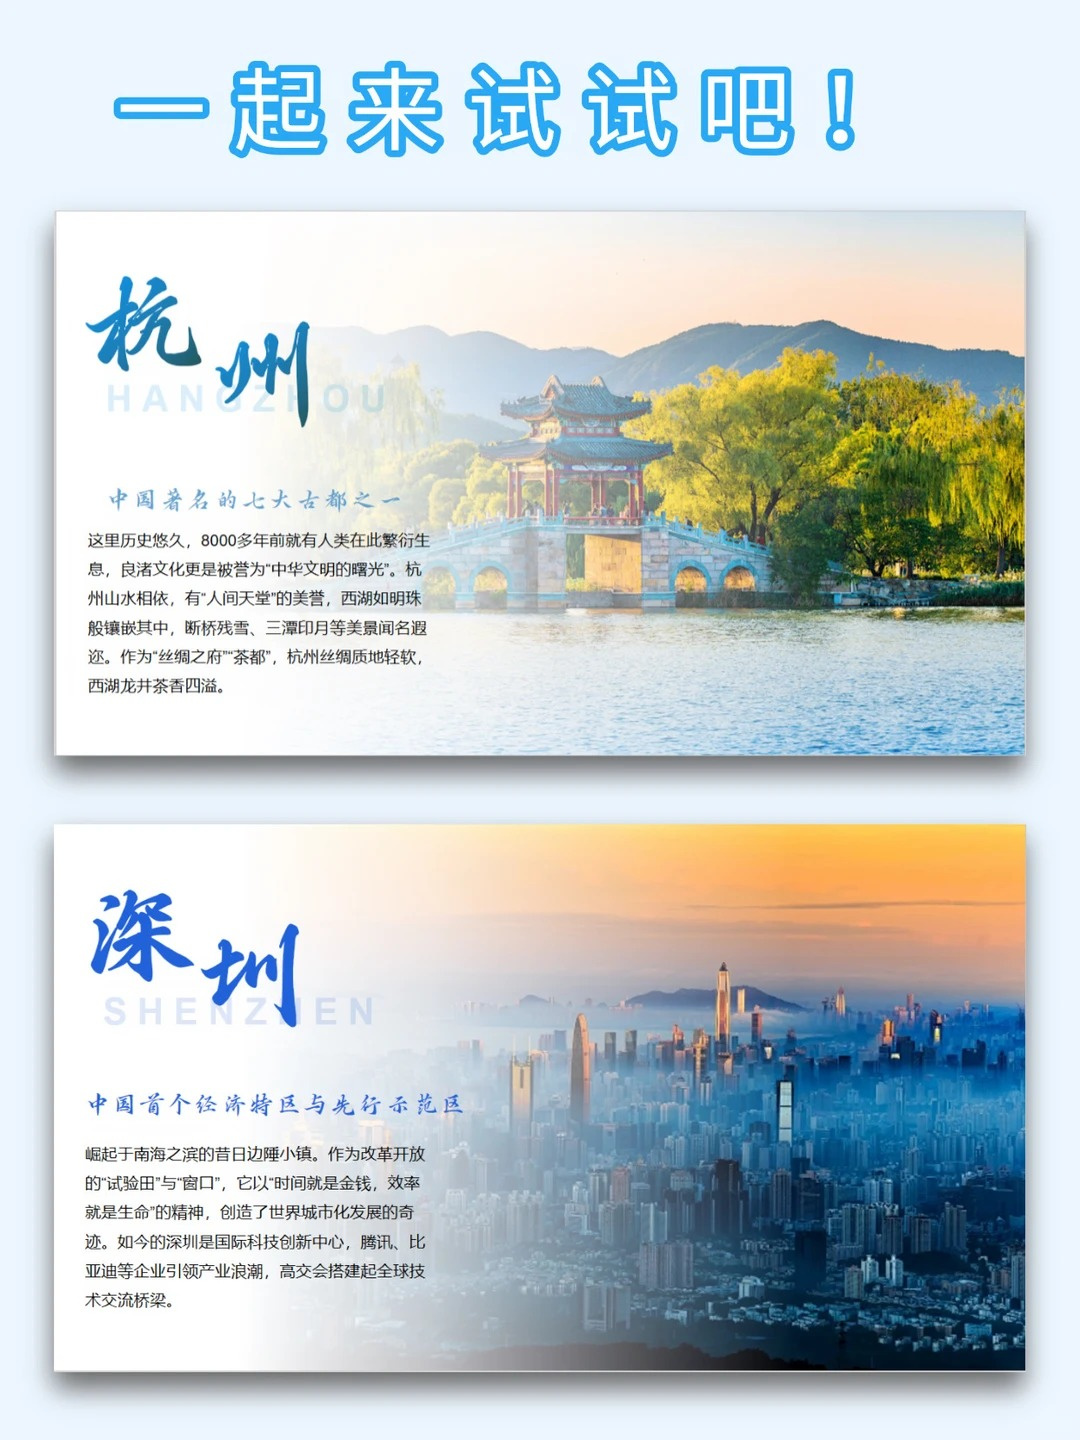 一起来试试吧！
杭州
HANGZHOU
中国著名的七大古都之一
这里历史悠久，8000多年前就有人类在此繁衍生
息，良渚文化更是被誉为“中华文明的曙光”。杭
州山水相依，有“人间天堂”的美誉，西湖如明珠
般镶嵌其中，断桥残雪、三潭印月等美景闻名遐
迩。作为“丝绸之府”“茶都”，杭州丝绸质地轻软，
西湖龙井茶香四溢。
深圳
SHENZHEN
中国首个经济特区与先行示范区
崛起于南海之滨的昔日边陲小镇。作为改革开放
的“试验田”与“窗口”，它以“时间就是金钱，效率
就是生命”的精神，创造了世界城市化发展的奇
迹。如今的深圳是国际科技创新中心，腾讯、比
亚迪等企业引领产业浪潮，高交会搭建起全球技
术交流桥梁。